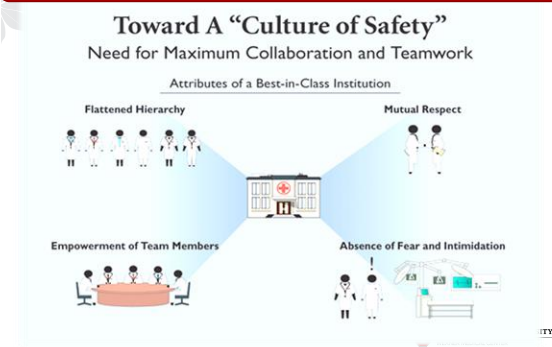 Toward A “Culture of Safety”
Need for Maximum Collaboration and Teamwork
Attributes of a Best-in-Class Institution
Flattened Hierarchy
Mutual Respect
H
Empowerment of Team Members
Absence of Fear and Intimidation
!
ITY